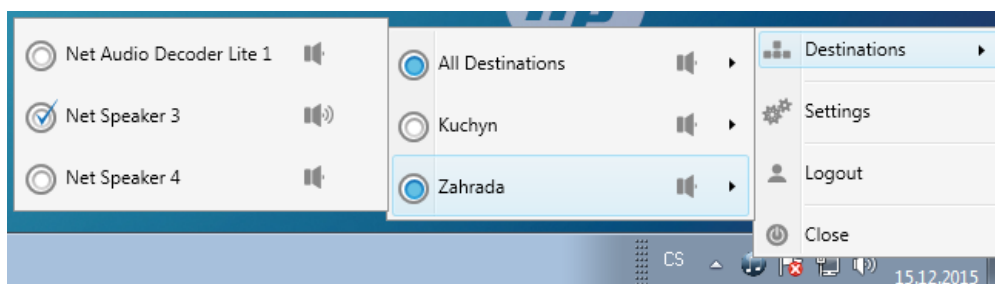 Net Audio Decoder Lite 1
Net Speaker 3
Net Speaker 4
All Destinations
Kuchyn
Zahrada
Destinations
Settings
Logout
Close
CS
15.12.2015